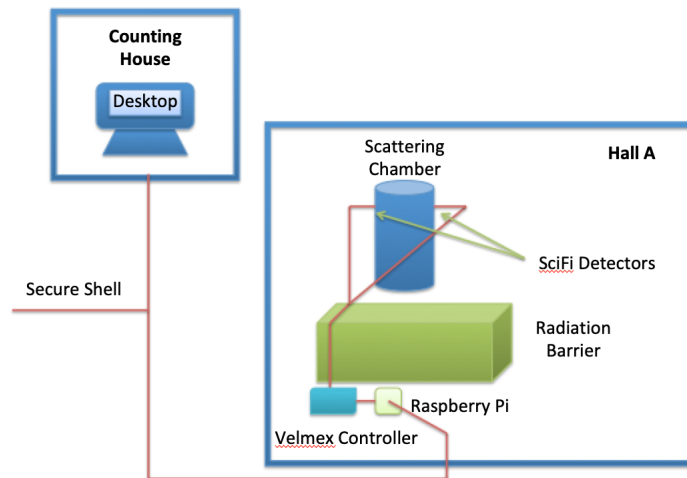 Counting
House
Desktop
Scattering
Chamber
Hall A
SciFi Detectors
Secure Shell
Radiation
Barrier
Raspberry Pi
Velmex Controller